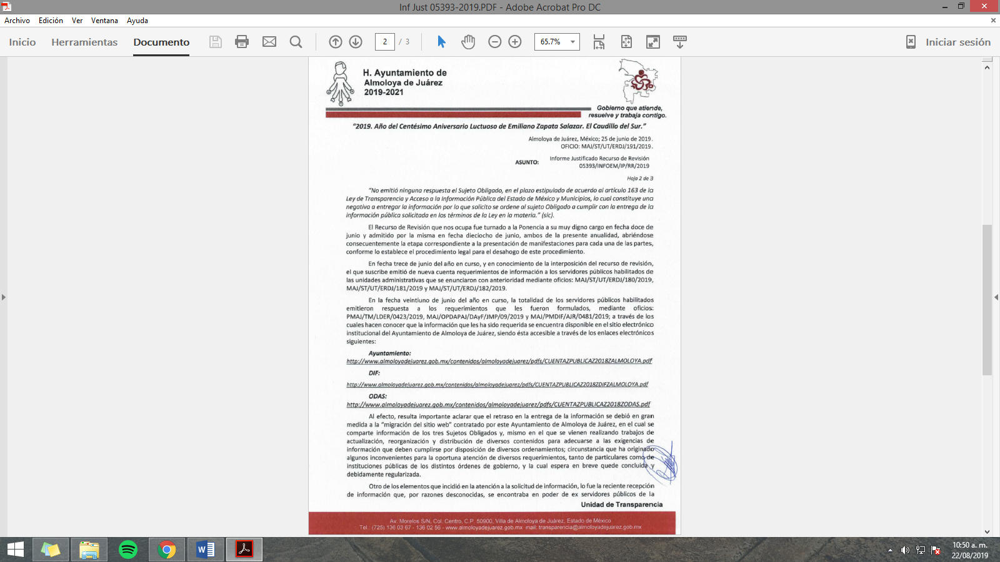 Inf Just 05393-2019.PDF - Adobe Acrobat Pro DC
Archivo Edición Ver Ventana Ayuda
Inicio Herramientas Documento 2 / 3 65.7% Iniciar sesión
H. Ayuntamiento de
Almoloya de Juárez
2019-2021
Gobierno que atiende,
resuelve y trabaja contigo.
"2019. Año del Centésimo Aniversario Luctuoso de Emiliano Zapata Salazar. El Caudillo del Sur."
Almoloya de Juárez, México; 25 de junio de 2019.
OFICIO: MAJ/ST/UT/ERDJ/191/2019.
ASUNTO: Informe Justificado Recurso de Revisión
05393/INFOEM/IP/RR/2019
Hoja 2 de 3
"No emitió ninguna respuesta el Sujeto Obligado, en el plazo estipulado de acuerdo al artículo 163 de la
Ley de Transparencia y Acceso a la Información Pública del Estado de México y Municipios, lo cual constituye una
negativa a entregar la información por lo que solicito se ordene al sujeto Obligado a cumplir con la entrega de la
información pública solicitada en los términos de la Ley en la materia." (sic).
El Recurso de Revisión que nos ocupa fue turnado a la Ponencia a su muy digno cargo en fecha doce de
junio y admitido por la misma en fecha dieciocho de junio, ambos de la presente anualidad, abriéndose
consecuentemente la etapa correspondiente a la presentación de manifestaciones para cada una de las partes,
conforme lo establece el procedimiento legal para el desahogo de este procedimiento.
En fecha trece de junio del año en curso, y en conocimiento de la interposición del recurso de revisión,
el que suscribe emitió de nueva cuenta requerimientos de información a los servidores públicos habilitados de
las unidades administrativas que se enunciaron con anterioridad mediante oficios: MAJ/ST/UT/ERDJ/180/2019,
MAJ/ST/UT/ERDJ/181/2019 y MAJ/ST/UT/ERDJ/182/2019.
En la fecha veintiuno de junio del año en curso, la totalidad de los servidores públicos habilitados
emitieron respuesta a los requerimientos que les fueron formulados, mediante oficios:
PMAJ/TM/LDER/0423/2019, MAJ/OPDAPAJ/DAyF/JMP/09/2019 y MAJ/PMDIF/AJR/0481/2019; a través de los
cuales hacen conocer que la información que les ha sido requerida se encuentra disponible en el sitio electrónico
institucional del Ayuntamiento de Almoloya de Juárez, siendo ésta accesible a través de los enlaces electrónicos
siguientes:
Ayuntamiento:
http://www.almoloyadejuarez.gob.mx/contenidos/almoloyadejuarez/pdfs/CUENTAZPUBLICAZ2018ZALMOLOYA.pdf
DIF:
http://www.almoloyadejuarez.gob.mx/contenidos/almoloyadejuarez/pdfs/CUENTAZPUBLICAZ2018ZDIFZALMOLOYA.pdf
ODAS:
http://www.almoloyadejuarez.gob.mx/contenidos/almoloyadejuarez/pdfs/CUENTAZPUBLICAZ2018ZODAS.pdf
Al efecto, resulta importante aclarar que el retraso en la entrega de la información se debió en gran
medida a la "migración del sitio web" contratado por este Ayuntamiento de Almoloya de Juárez, en el cual se
comparte información de los tres Sujetos Obligados y, mismo en el que se vienen realizando trabajos de
actualización, reorganización y distribución de diversos contenidos para adecuarse a las exigencias de
información que deben cumplirse por disposición de diversos ordenamientos; circunstancia que ha originado
algunos inconvenientes para la oportuna atención de diversos requerimientos, tanto de particulares como de
instituciones públicas de los distintos órdenes de gobierno, y la cual espera en breve quede concluida y
debidamente regularizada.
Otro de los elementos que incidió en la atención a la solicitud de información, lo fue la reciente recepción
de información que, por razones desconocidas, se encontraba en poder de ex servidores públicos de la
Unidad de Transparencia
Av. Morelos S/N, Col. Centro, C.P. 50900, Villa de Almoloya de Juárez, Estado de México
Tel.: (725) 136 03 67 - 136 02 56 - www.almoloyadejuarez.gob.mx mail: transparencia@almoloyadejuarez.gob.mx
10:50 a. m.
22/08/2019